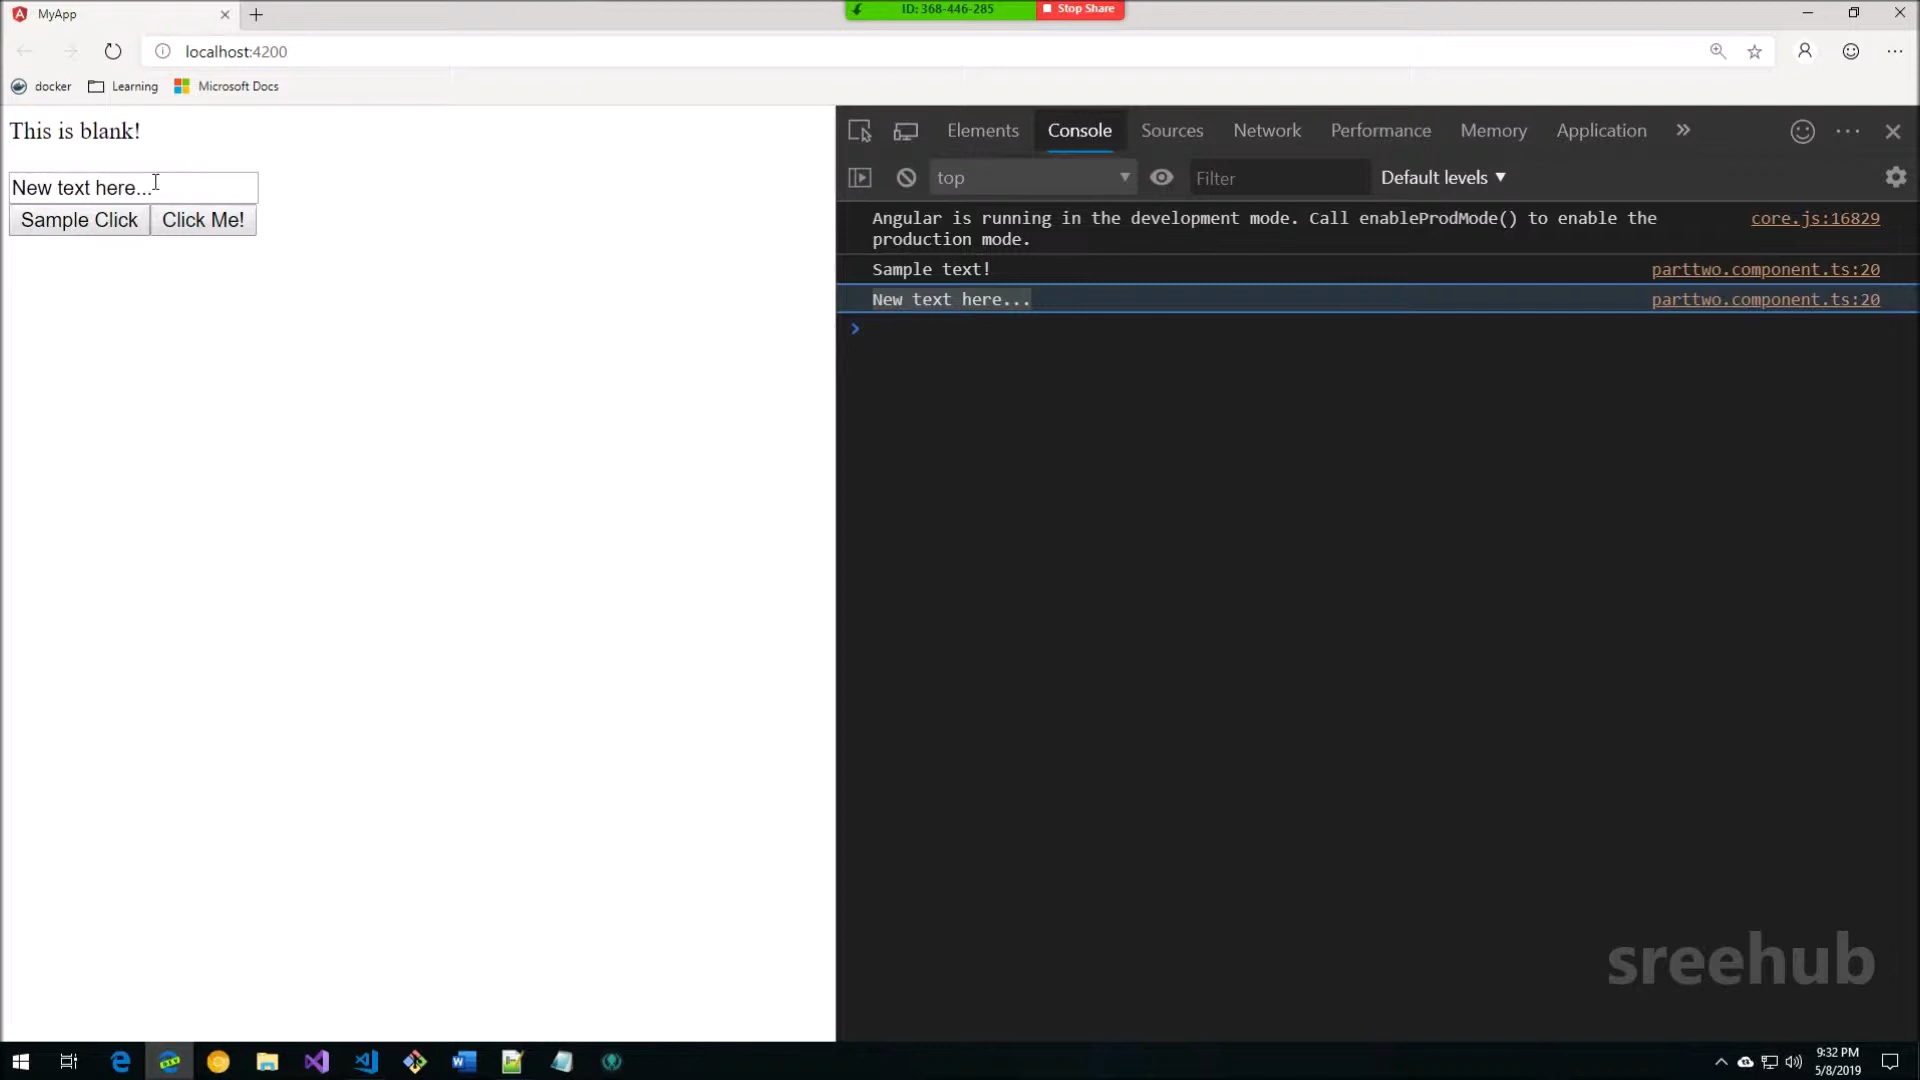 MyApp
ID: 368-446-285
Stop Share
localhost:4200
docker
Learning
Microsoft Docs
This is blank!
New text here...
Sample Click
Click Me!
Elements
Console
Sources
Network
Performance
Memory
Application
top
Filter
Default levels
Angular is running in the development mode. Call enableProdMode() to enable the
production mode.
core.js:16829
Sample text!
parttwo.component.ts:20
New text here...
parttwo.component.ts:20
sreehub
9:32 PM
5/8/2019